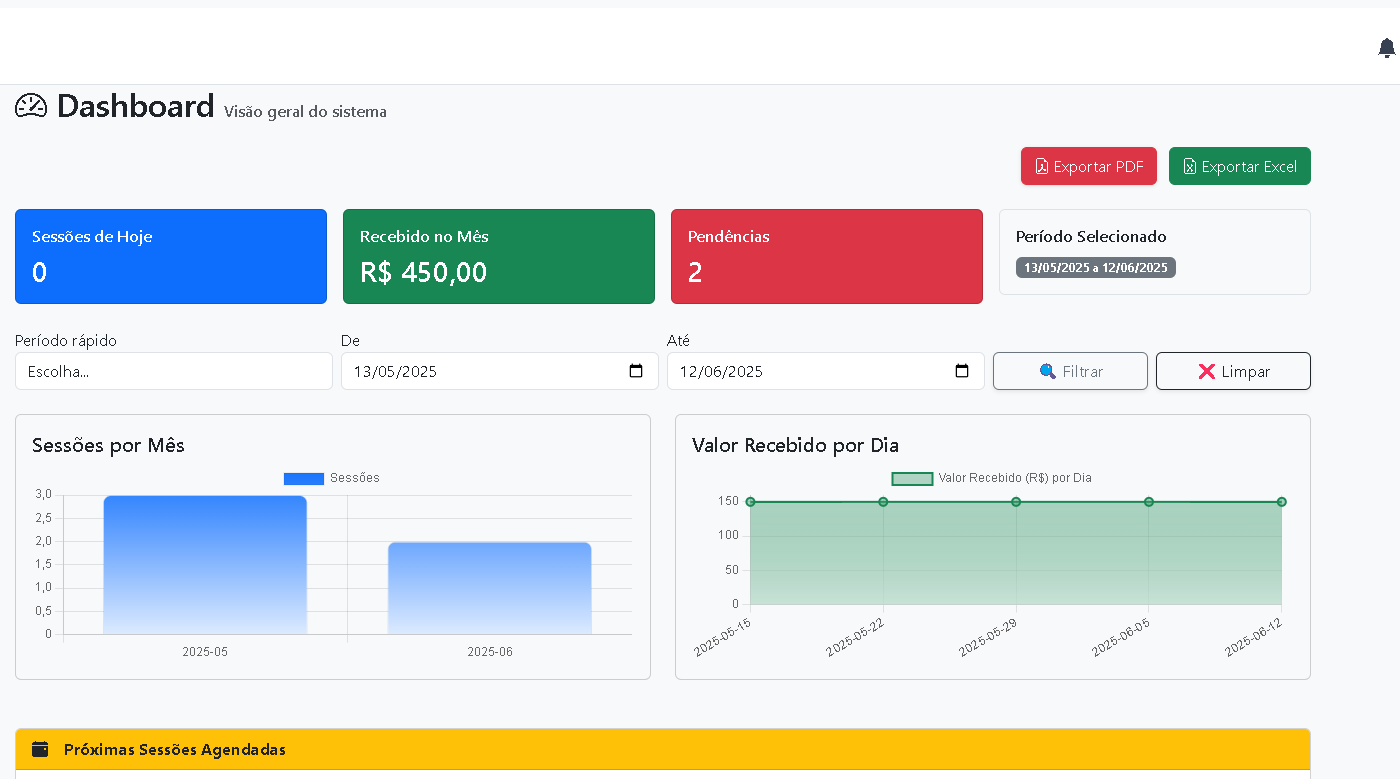 Dashboard Visão geral do sistema
Exportar PDF
Exportar Excel
Sessões de Hoje
0
Recebido no Mês
R$ 450,00
Pendências
2
Período Selecionado
13/05/2025 a 12/06/2025
Período rápido
Escolha...
De
13/05/2025
Até
12/06/2025
Filtrar
Limpar
Sessões por Mês
Sessões
3,0
2,5
2,0
1,5
1,0
0,5
0
2025-05
2025-06
Valor Recebido por Dia
Valor Recebido (R$) por Dia
150
100
50
0
2025-05-15
2025-05-22
2025-05-29
2025-06-05
2025-06-12
Próximas Sessões Agendadas